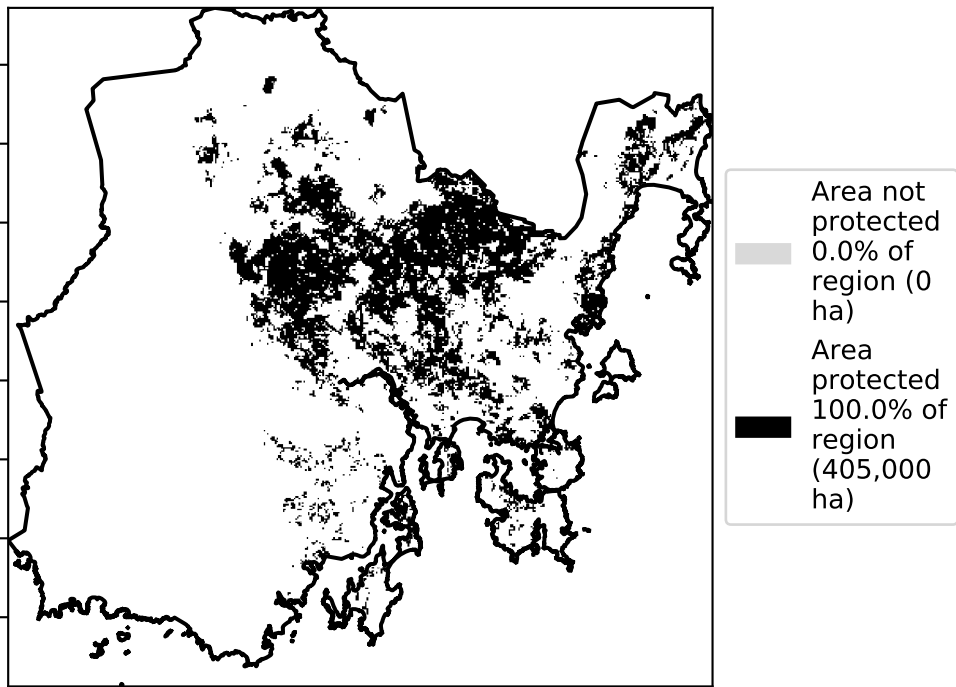 Area not
protected
0.0% of
region (0
ha)
Area
protected
100.0% of
region
(405,000
ha)